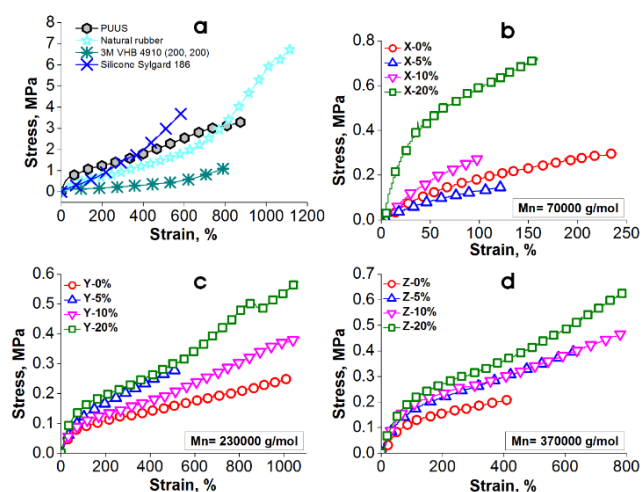 a
PUUS
Natural rubber
3M VHB 4910 (200, 200)
Silicone Sylgard 186
Stress, MPa
8
7
6
5
4
3
2
1
0
0 200 400 600 800 1000 1200
Strain, %
b
X-0%
X-5%
X-10%
X-20%
Stress, MPa
0.8
0.6
0.4
0.2
0.0
0 50 100 150 200 250
Mn= 70000 g/mol
Strain, %
c
Y-0%
Y-5%
Y-10%
Y-20%
Stress, MPa
0.6
0.5
0.4
0.3
0.2
0.1
0.0
0 200 400 600 800 1000
Mn= 230000 g/mol
Strain, %
d
Z-0%
Z-5%
Z-10%
Z-20%
Stress, MPa
0.7
0.6
0.5
0.4
0.3
0.2
0.1
0.0
0 200 400 600 800
Mn= 370000 g/mol
Strain, %